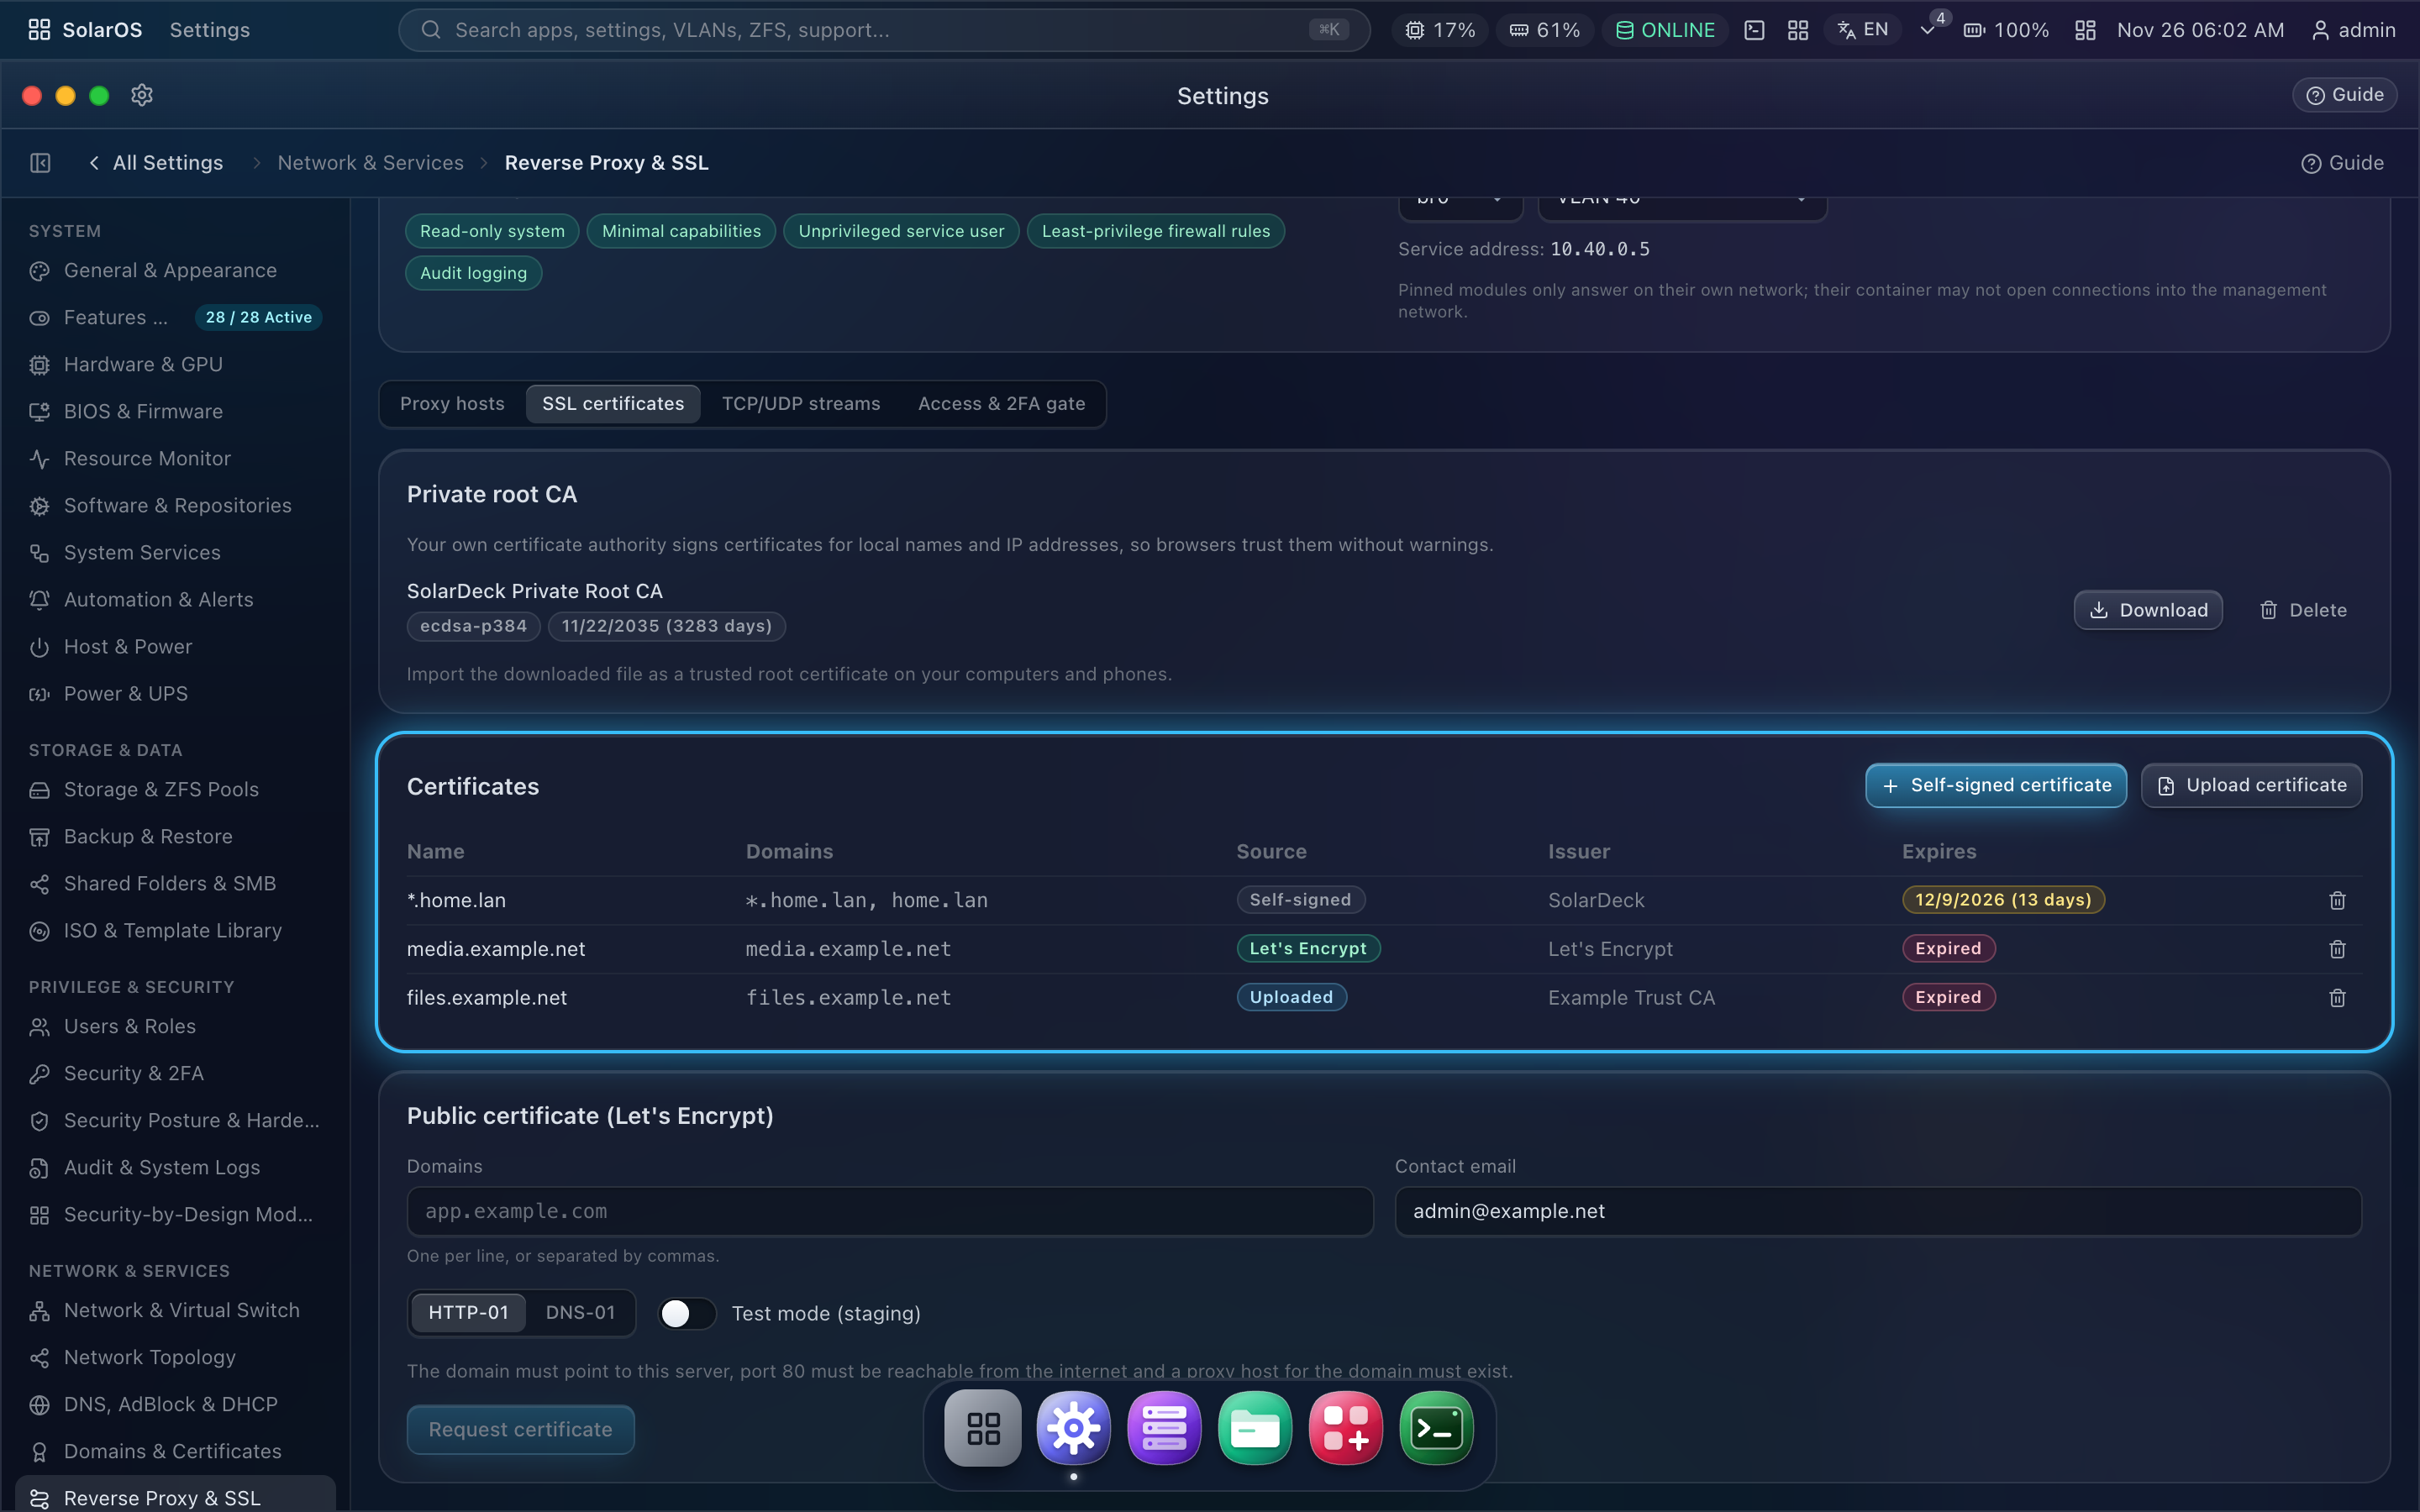 SolarOS Settings Search apps, settings, VLANs, ZFS, support... ⌘K 17% 61% ONLINE EN 4 100% Nov 26 06:02 AM admin
Settings Guide
All Settings Network & Services Reverse Proxy & SSL Guide
SYSTEM
General & Appearance
Features ... 28 / 28 Active
Hardware & GPU
BIOS & Firmware
Resource Monitor
Software & Repositories
System Services
Automation & Alerts
Host & Power
Power & UPS
STORAGE & DATA
Storage & ZFS Pools
Backup & Restore
Shared Folders & SMB
ISO & Template Library
PRIVILEGE & SECURITY
Users & Roles
Security & 2FA
Security Posture & Harde...
Audit & System Logs
Security-by-Design Mod...
NETWORK & SERVICES
Network & Virtual Switch
Network Topology
DNS, AdBlock & DHCP
Domains & Certificates
Reverse Proxy & SSL
Read-only system Minimal capabilities Unprivileged service user Least-privilege firewall rules
Audit logging
br0 VLAN 40
Service address: 10.40.0.5
Pinned modules only answer on their own network; their container may not open connections into the management
network.
Proxy hosts SSL certificates TCP/UDP streams Access & 2FA gate
Private root CA
Your own certificate authority signs certificates for local names and IP addresses, so browsers trust them without warnings.
SolarDeck Private Root CA
ecdsa-p384 11/22/2035 (3283 days)
Download Delete
Import the downloaded file as a trusted root certificate on your computers and phones.
Certificates Self-signed certificate Upload certificate
Name Domains Source Issuer Expires
*.home.lan *.home.lan, home.lan Self-signed SolarDeck 12/9/2026 (13 days)
media.example.net media.example.net Let's Encrypt Let's Encrypt Expired
files.example.net files.example.net Uploaded Example Trust CA Expired
Public certificate (Let's Encrypt)
Domains Contact email
app.example.com admin@example.net
One per line, or separated by commas.
HTTP-01 DNS-01 Test mode (staging)
The domain must point to this server, port 80 must be reachable from the internet and a proxy host for the domain must exist.
Request certificate